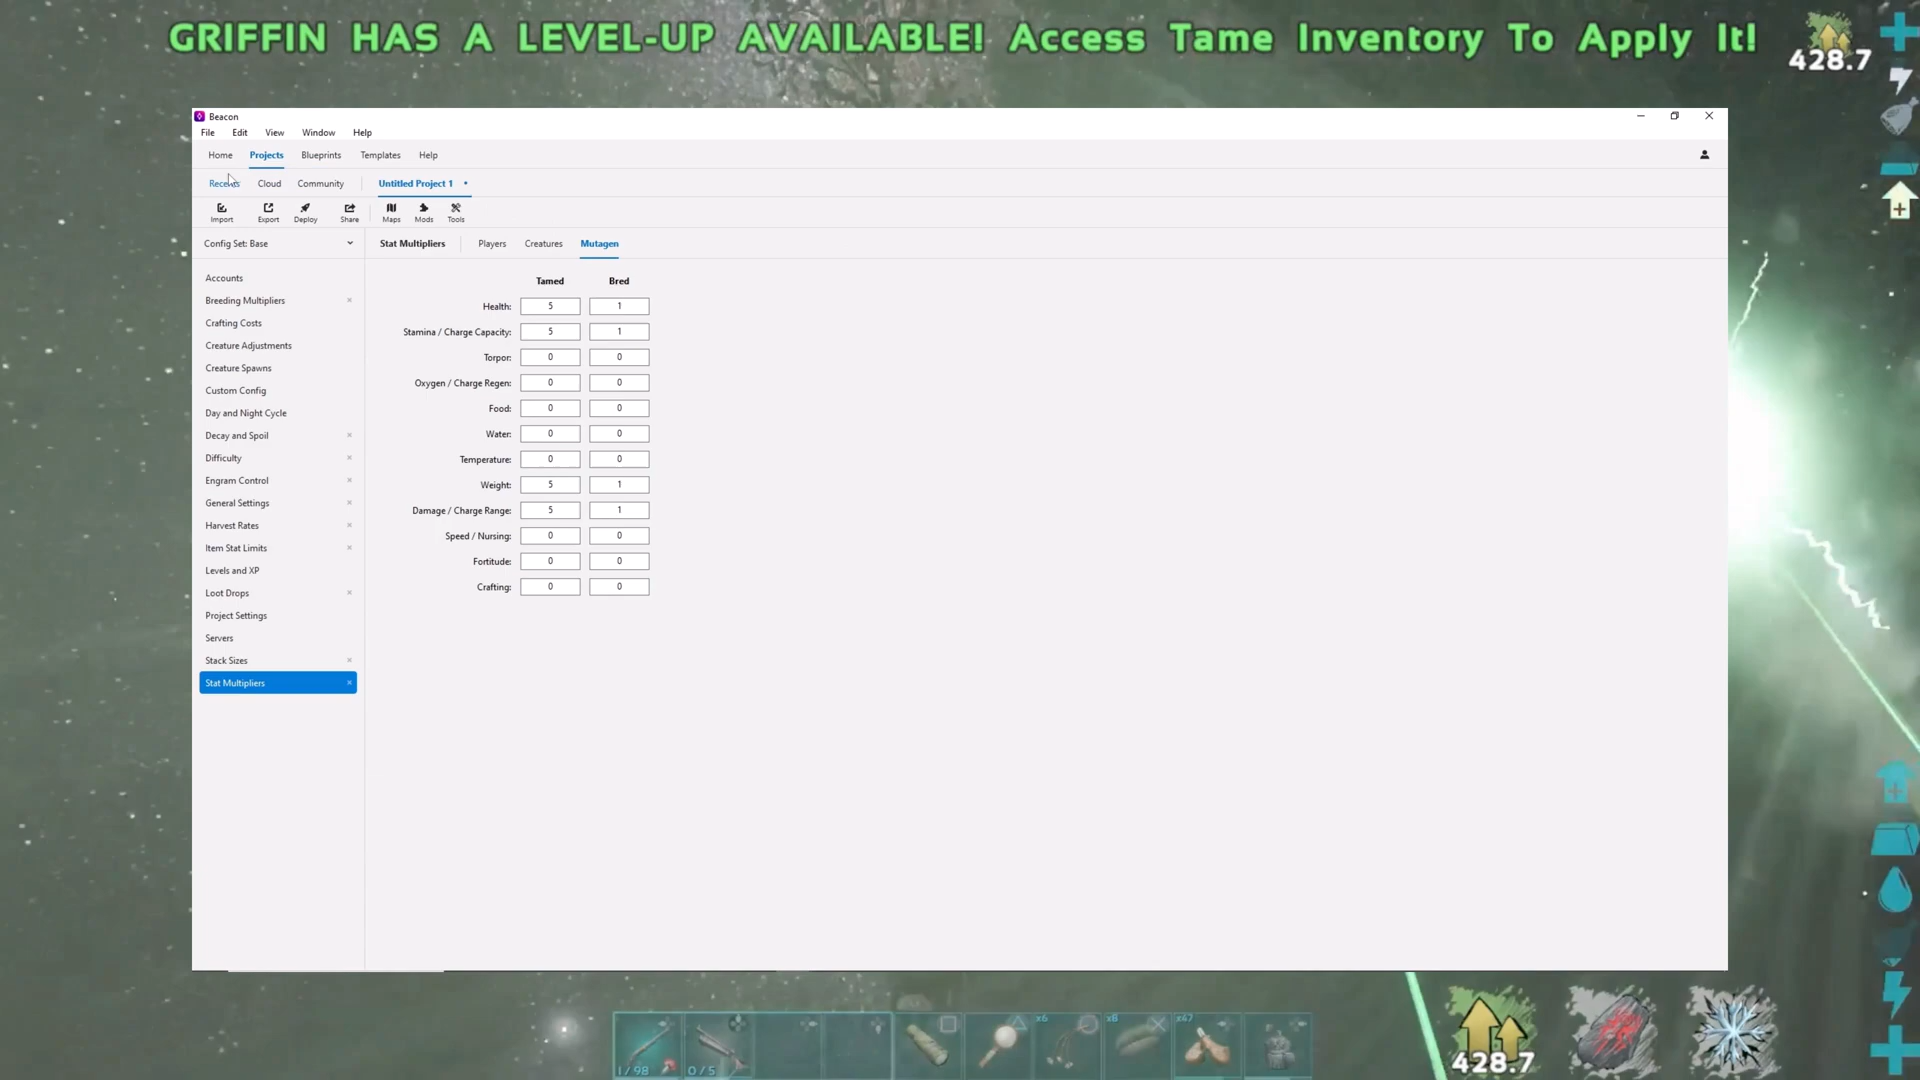 GRIFFIN HAS A LEVEL-UP AVAILABLE! Access Tame Inventory To Apply It!
428.7
Beacon
File Edit View Window Help
Home Projects Blueprints Templates Help
Recents Cloud Community Untitled Project 1 •
Import Export Deploy Share Maps Mods Tools
Config Set: Base
Stat Multipliers Players Creatures Mutagen
Accounts
Breeding Multipliers
Crafting Costs
Creature Adjustments
Creature Spawns
Custom Config
Day and Night Cycle
Decay and Spoil
Difficulty
Engram Control
General Settings
Harvest Rates
Item Stat Limits
Levels and XP
Loot Drops
Project Settings
Servers
Stack Sizes
Stat Multipliers
Tamed Bred
Health: 5 1
Stamina / Charge Capacity: 5 1
Torpor: 0 0
Oxygen / Charge Regen: 0 0
Food: 0 0
Water: 0 0
Temperature: 0 0
Weight: 5 1
Damage / Charge Range: 5 1
Speed / Nursing: 0 0
Fortitude: 0 0
Crafting: 0 0
1/98 0/5 x6 x8 x47
428.7